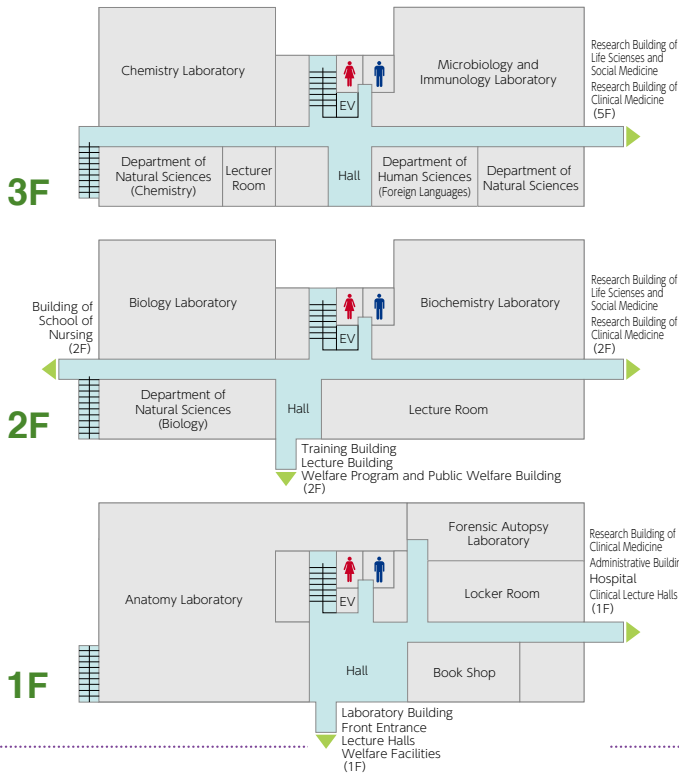 Chemistry Laboratory
EV
Microbiology and
Immunology Laboratory
Research Building of
Life Scienses and
Social Medicine
Research Building of
Clinical Medicine
(5F)
3F
Department of
Natural Sciences
(Chemistry)
Lecturer
Room
Hall
Department of
Human Sciences
(Foreign Languages)
Department of
Natural Sciences
Building of
School of
Nursing
(2F)
Biology Laboratory
EV
Biochemistry Laboratory
Research Building of
Life Scienses and
Social Medicine
Research Building of
Clinical Medicine
(2F)
2F
Department of
Natural Sciences
(Biology)
Hall
Lecture Room
Training Building
Lecture Building
Welfare Program and Public Welfare Building
(2F)
Anatomy Laboratory
EV
Forensic Autopsy
Laboratory
Locker Room
Research Building of
Clinical Medicine
Administrative Buildin
Hospital
Clinical Lecture Halls
(1F)
1F
Hall
Book Shop
Laboratory Building
Front Entrance
Lecture Halls
Welfare Facilities
(1F)